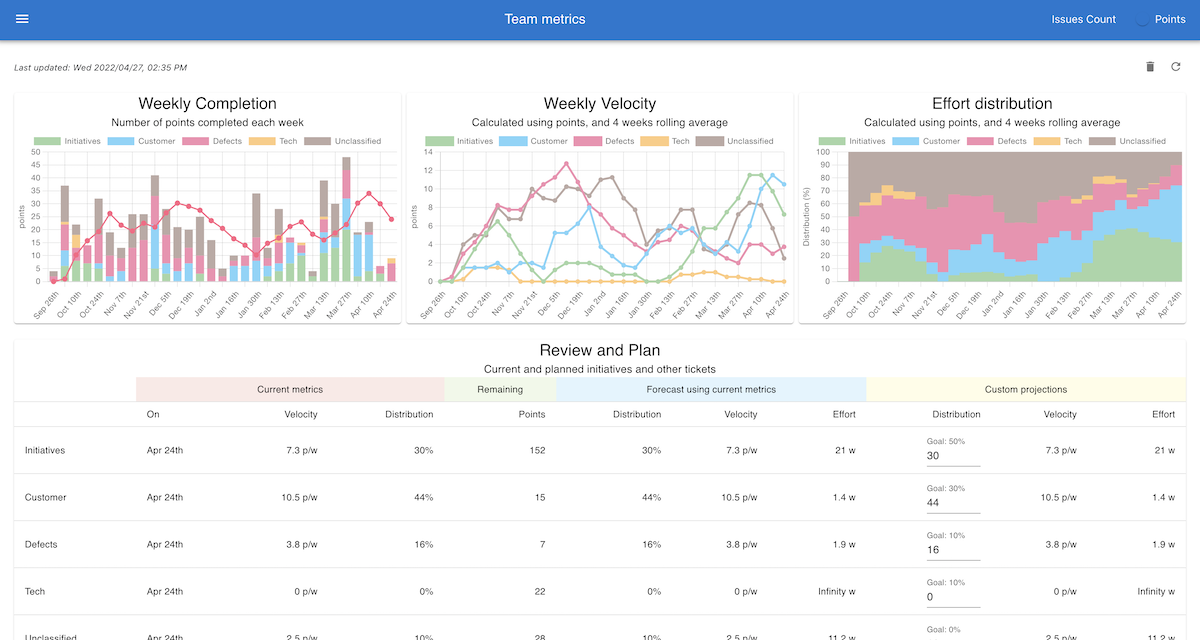 Team metrics
Issues Count
Points
Last updated: Wed 2022/04/27, 02:35 PM
Weekly Completion
Number of points completed each week
Initiatives Customer Defects Tech Unclassified
50
45
40
35
30
25
20
15
10
5
0
points
Sep 26th Oct 10th Oct 24th Nov 7th Nov 21st Dec 5th Dec 19th Jan 2nd Jan 16th Jan 30th Feb 13th Feb 27th Mar 13th Mar 27th Apr 10th Apr 24th
Weekly Velocity
Calculated using points, and 4 weeks rolling average
Initiatives Customer Defects Tech Unclassified
14
12
10
8
6
4
2
0
points
Sep 26th Oct 10th Oct 24th Nov 7th Nov 21st Dec 5th Dec 19th Jan 2nd Jan 16th Jan 30th Feb 13th Feb 27th Mar 13th Mar 27th Apr 10th Apr 24th
Effort distribution
Calculated using points, and 4 weeks rolling average
Initiatives Customer Defects Tech Unclassified
100
90
80
70
60
50
40
30
20
10
0
Distribution (%)
Sep 26th Oct 10th Oct 24th Nov 7th Nov 21st Dec 5th Dec 19th Jan 2nd Jan 16th Jan 30th Feb 13th Feb 27th Mar 13th Mar 27th Apr 10th Apr 24th
Review and Plan
Current and planned initiatives and other tickets
Current metrics Remaining Forecast using current metrics Custom projections
On Velocity Distribution Points Distribution Velocity Effort Distribution Velocity Effort
Goal: 50%
Initiatives Apr 24th 7.3 p/w 30% 152 30% 7.3 p/w 21 w 30 7.3 p/w 21 w
Goal: 30%
Customer Apr 24th 10.5 p/w 44% 15 44% 10.5 p/w 1.4 w 44 10.5 p/w 1.4 w
Goal: 10%
Defects Apr 24th 3.8 p/w 16% 7 16% 3.8 p/w 1.9 w 16 3.8 p/w 1.9 w
Goal: 10%
Tech Apr 24th 0 p/w 0% 22 0% 0 p/w Infinity w 0 0 p/w Infinity w
Goal: 0%
Unclassified Apr 24th 2.5 p/w 10% 28 10% 2.5 p/w 11.2 w 2.5 p/w 11.2 w